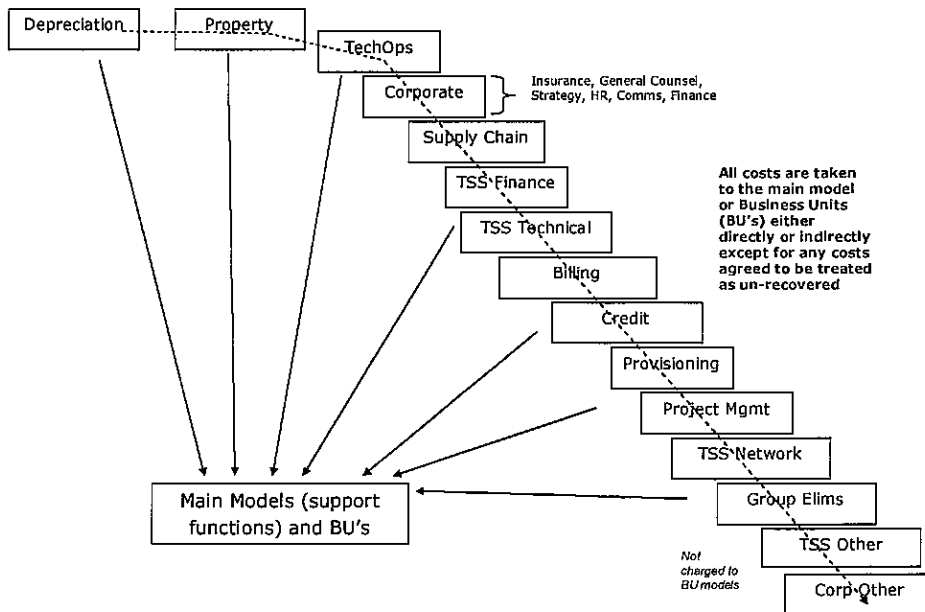 Depreciation
Property
TechOps
Corporate
Insurance, General Counsel,
Strategy, HR, Comms, Finance
Supply Chain
TSS Finance
All costs are taken
to the main model
or Business Units
(BU's) either
directly or indirectly
except for any costs
agreed to be treated
as un-recovered
TSS Technical
Billing
Credit
Provisioning
Project Mgmt
TSS Network
Main Models (support
functions) and BU's
Group Elims
TSS Other
Not
charged to
BU models
Corp Other